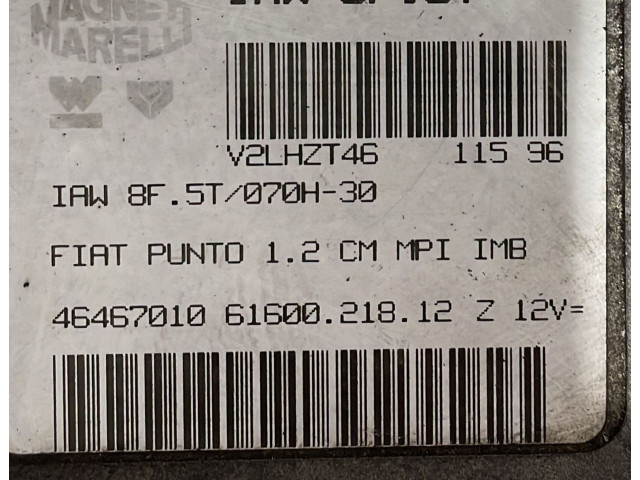 MAGNETI
MARELLI
V2LHZT46 115 96
IAW 8F.5T/070H-30
FIAT PUNTO 1.2 CM MPI IMB
46467010 61600.218.12 Z 12V=